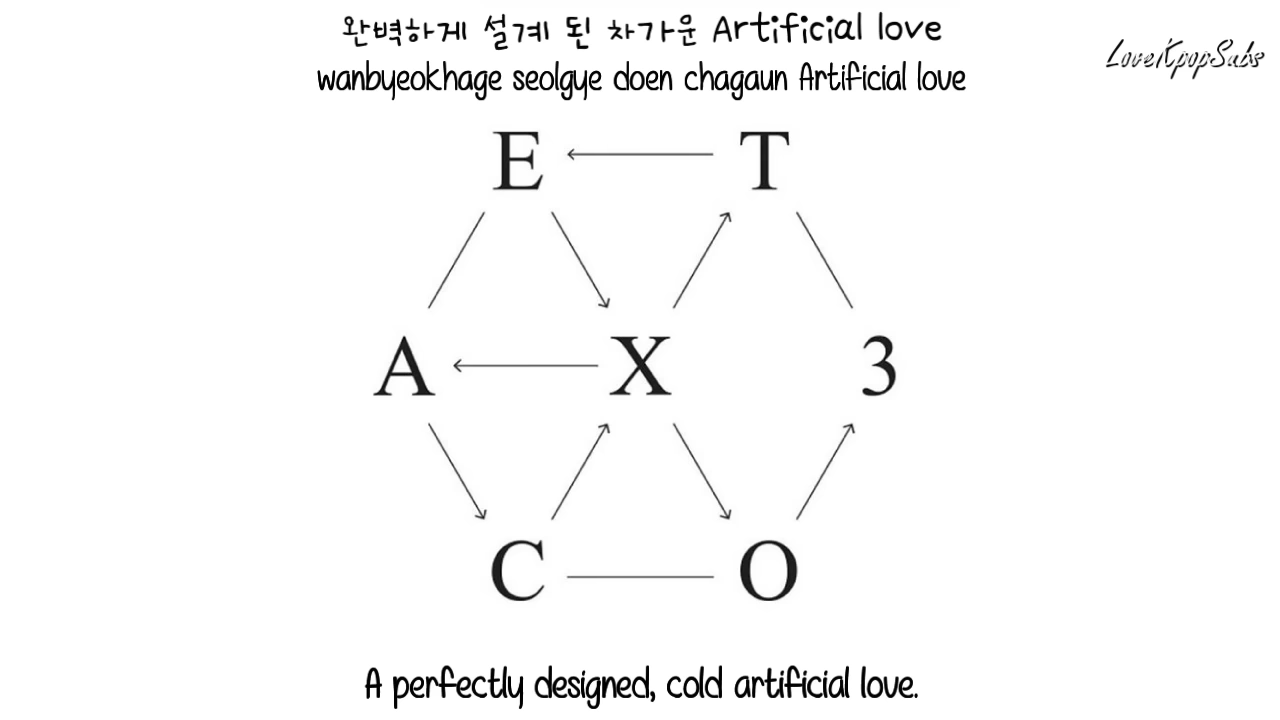 완벽하게 설계 된 차가운 Artificial love
wanbyeokhage seolgye doen chagaun Artificial love
LoveKpopSubs
E T
A X 3
C O
A perfectly designed, cold artificial love.